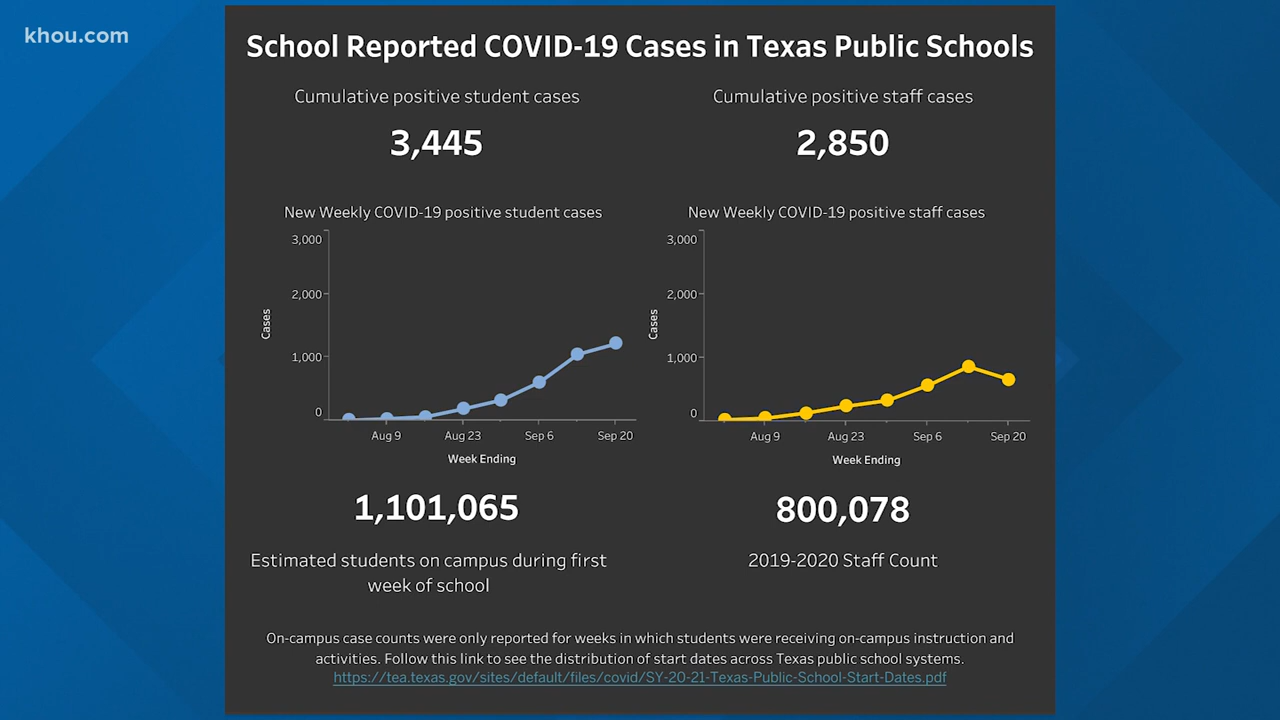 khou.com
School Reported COVID-19 Cases in Texas Public Schools
Cumulative positive student cases
3,445
Cumulative positive staff cases
2,850
New Weekly COVID-19 positive student cases
3,000
2,000
1,000
0
Cases
Aug 9
Aug 23
Sep 6
Sep 20
Week Ending
New Weekly COVID-19 positive staff cases
3,000
2,000
1,000
0
Cases
Aug 9
Aug 23
Sep 6
Sep 20
Week Ending
1,101,065
Estimated students on campus during first
week of school
800,078
2019-2020 Staff Count
On-campus case counts were only reported for weeks in which students were receiving on-campus instruction and
activities. Follow this link to see the distribution of start dates across Texas public school systems.
https://tea.texas.gov/sites/default/files/covid/SY-20-21-Texas-Public-School-Start-Dates.pdf